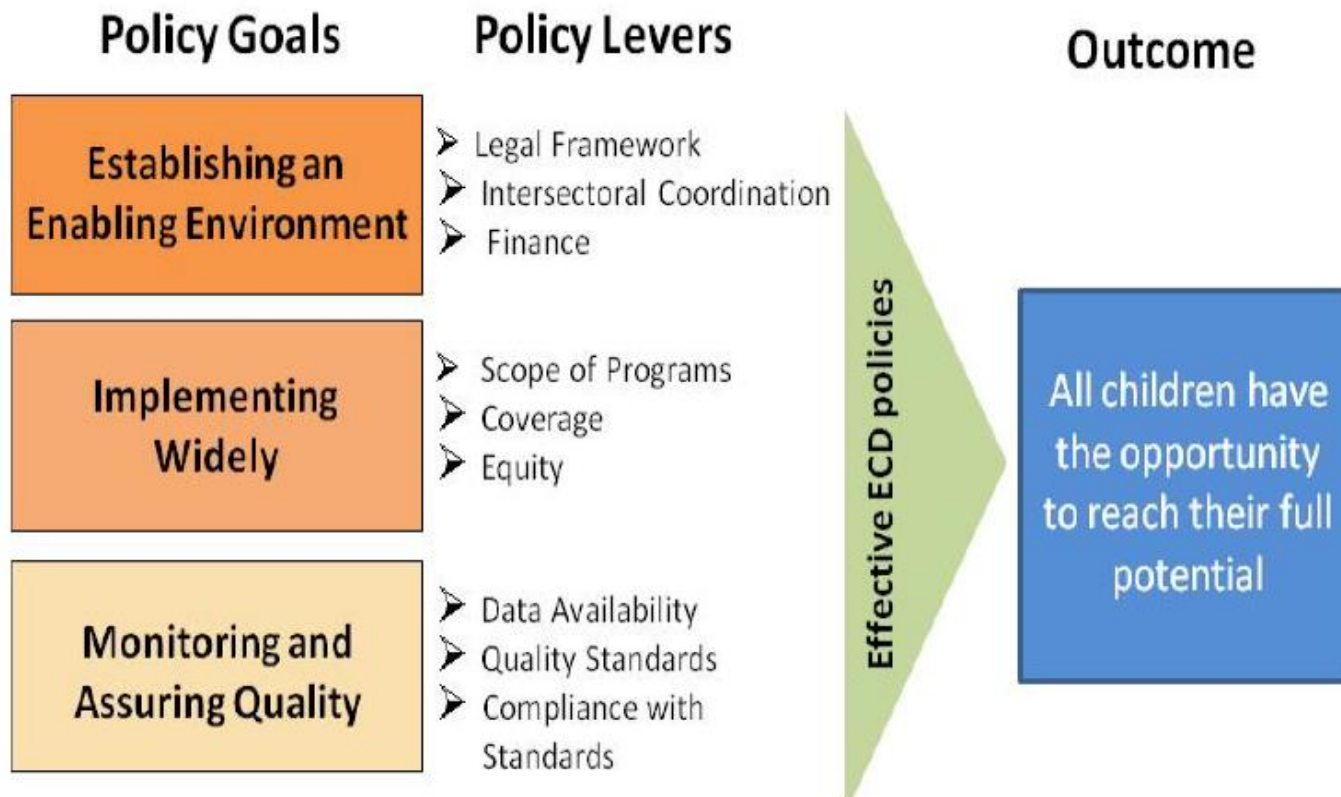 Policy Goals
Policy Levers
Outcome
Establishing an
Enabling Environment
Legal Framework
Intersectoral Coordination
Finance
Implementing
Widely
Scope of Programs
Coverage
Equity
Monitoring and
Assuring Quality
Data Availability
Quality Standards
Compliance with
Standards
Effective ECD policies
All children have
the opportunity
to reach their full
potential